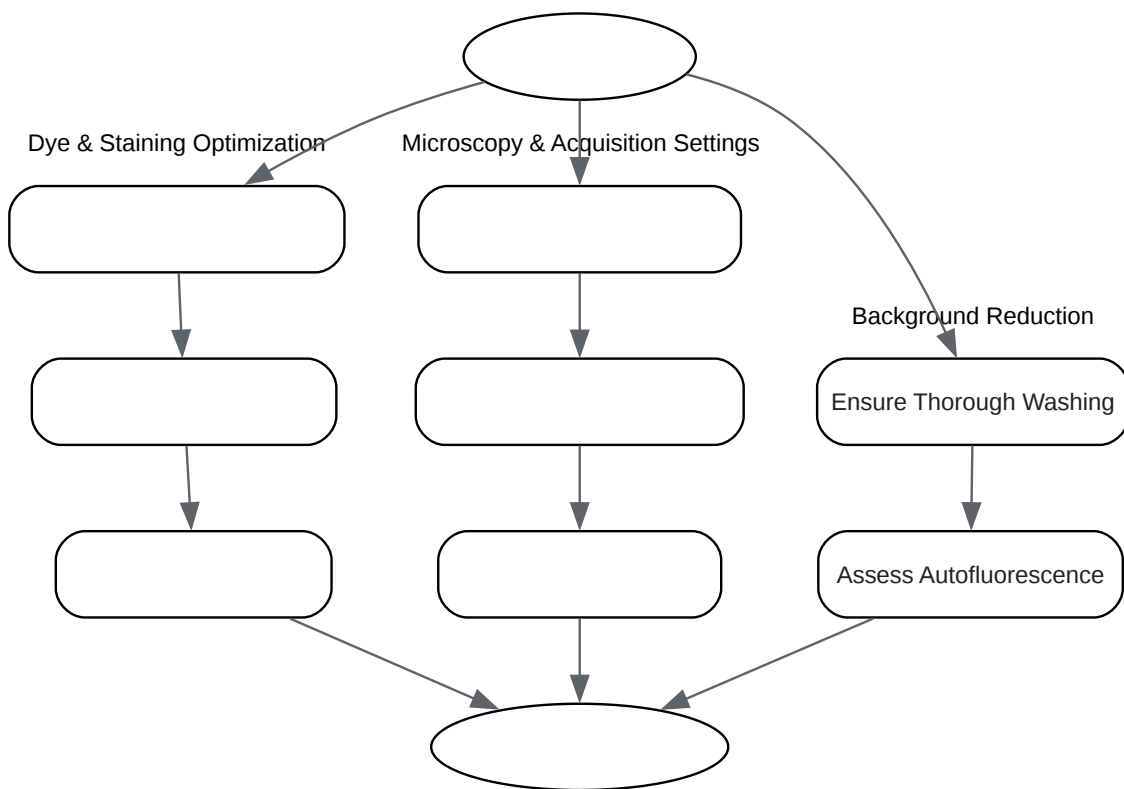 Dye & Staining Optimization
Microscopy & Acquisition Settings
Background Reduction
Ensure Thorough Washing
Assess Autofluorescence